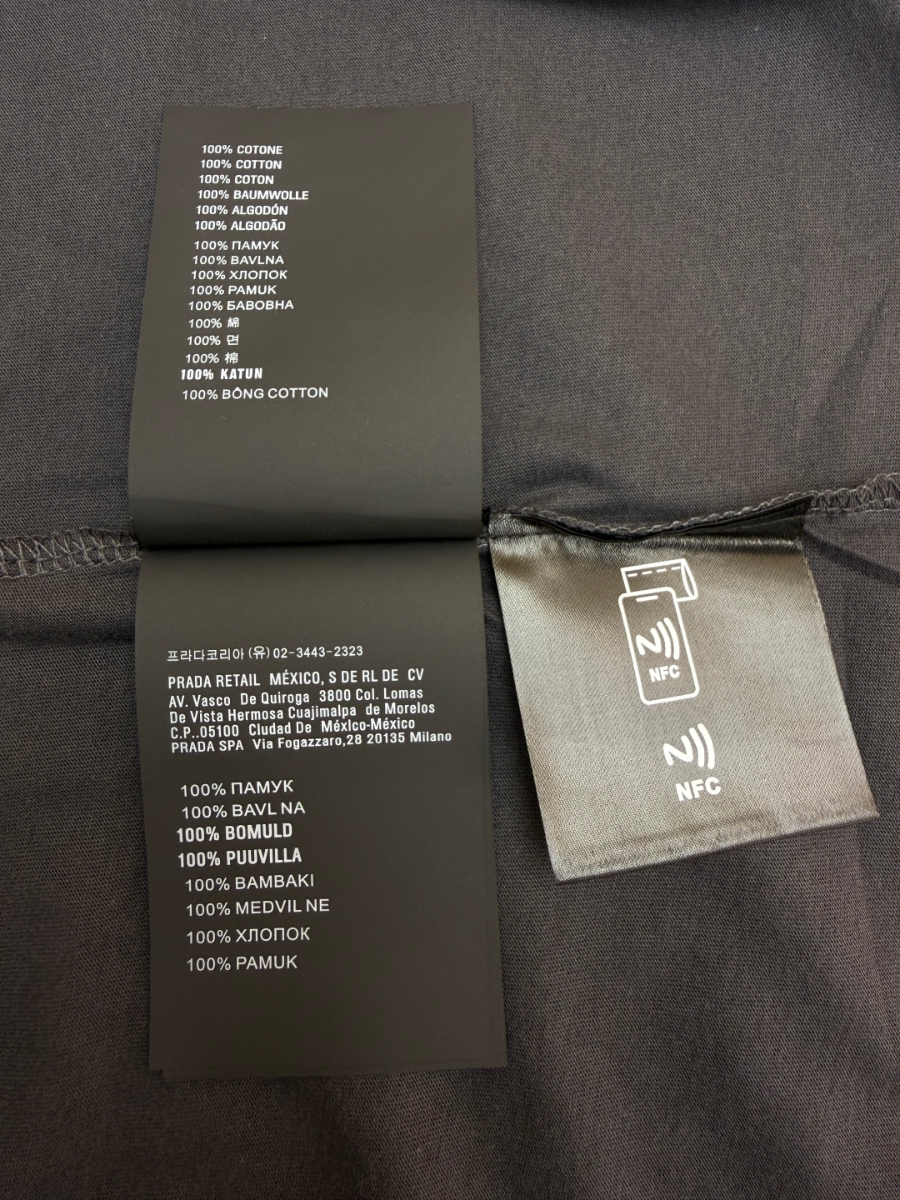 100% COTONE
100% COTTON
100% COTON
100% BAUMWOLLE
100% ALGODÓN
100% ALGODÃO
100% ПАМУК
100% BAVLNA
100% ХЛОПОК
100% PAMUK
100% БАВОВНА
100% 綿
100% 면
100% 棉
100% KATUN
100% BÔNG COTTON
프라다코리아 (유) 02-3443-2323
PRADA RETAIL MÉXICO, S DE RL DE CV
AV. Vasco De Quiroga 3800 Col. Lomas
De Vista Hermosa Cuajimalpa de Morelos
C.P..05100 Cludad De MéxIco-México
PRADA SPA Via Fogazzaro,28 20135 Milano
100% ПАМУК
100% BAVL NA
100% BOMULD
100% PUUVILLA
100% BAMBAKI
100% MEDVIL NE
100% ХЛОПОК
100% PAMUK
NFC
NFC